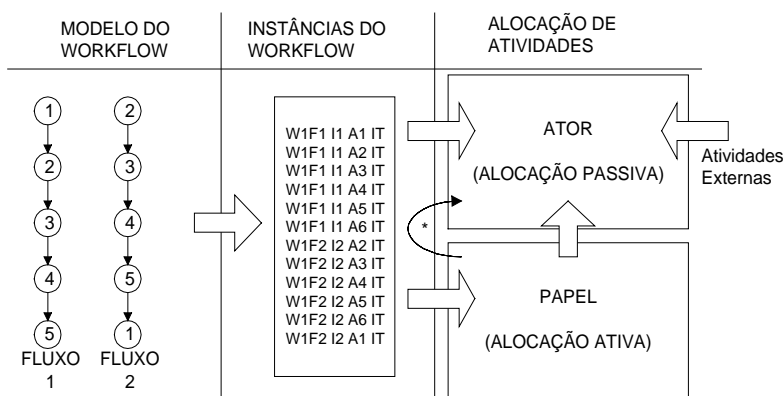 MODELO DO
WORKFLOW
INSTÂNCIAS DO
WORKFLOW
ALOCAÇÃO DE
ATIVIDADES
1
2
3
4
5
FLUXO
1
2
3
4
5
1
FLUXO
2
W1F1 I1 A1 IT
W1F1 I1 A2 IT
W1F1 I1 A3 IT
W1F1 I1 A4 IT
W1F1 I1 A5 IT
W1F1 I1 A6 IT
W1F2 I2 A2 IT
W1F2 I2 A3 IT
W1F2 I2 A4 IT
W1F2 I2 A5 IT
W1F2 I2 A6 IT
W1F2 I2 A1 IT
ATOR
(ALOCAÇÃO PASSIVA)
Atividades
Externas
*
PAPEL
(ALOCAÇÃO ATIVA)